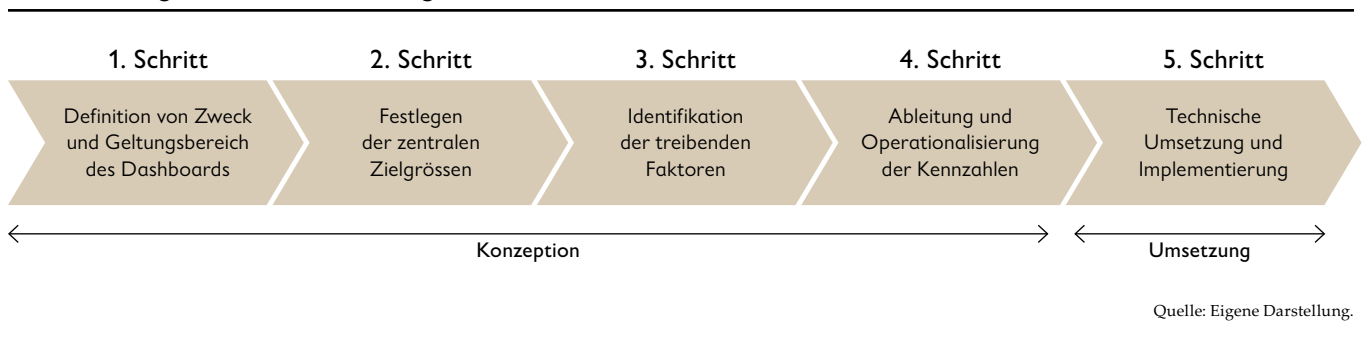 1. Schritt
2. Schritt
3. Schritt
4. Schritt
5. Schritt
Definition von Zweck
und Geltungsbereich
des Dashboards
Festlegen
der zentralen
Zielgrössen
Identifikation
der treibenden
Faktoren
Ableitung und
Operationalisierung
der Kennzahlen
Technische
Umsetzung und
Implementierung
Konzeption
Umsetzung
Quelle: Eigene Darstellung.